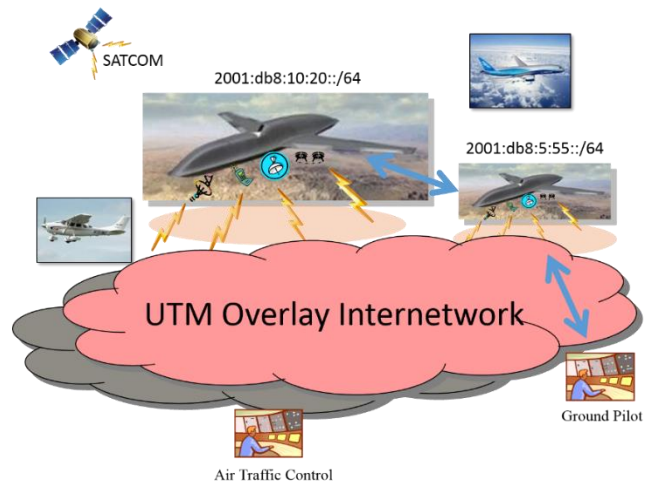 SATCOM
2001:db8:10:20::/64
2001:db8:5:55::/64
UTM Overlay Internetwork
Ground Pilot
Air Traffic Control